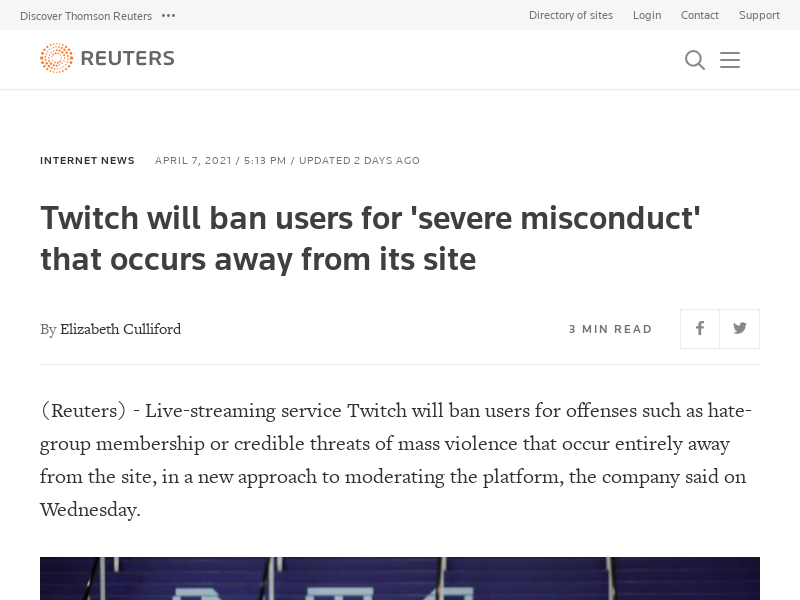 Discover Thomson Reuters
Directory of sites Login Contact Support
REUTERS
INTERNET NEWS APRIL 7, 2021 / 5:13 PM / UPDATED 2 DAYS AGO
Twitch will ban users for 'severe misconduct'
that occurs away from its site
By Elizabeth Culliford
3 MIN READ
(Reuters) - Live-streaming service Twitch will ban users for offenses such as hate-
group membership or credible threats of mass violence that occur entirely away
from the site, in a new approach to moderating the platform, the company said on
Wednesday.